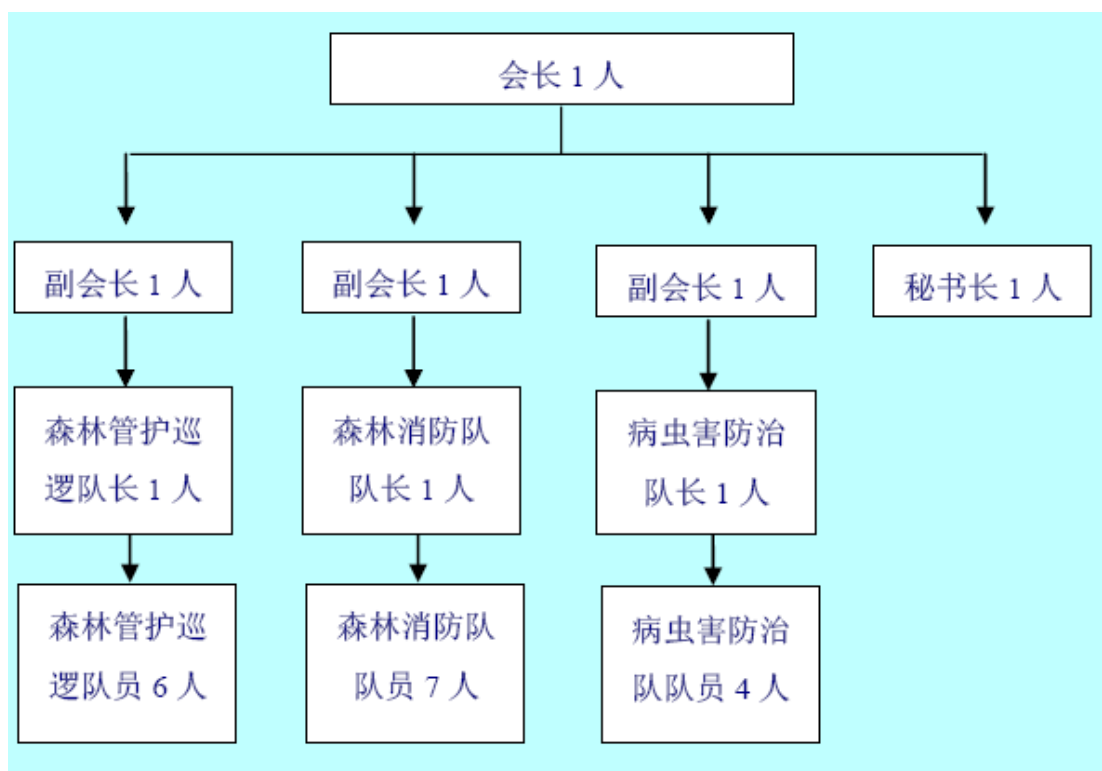 会长 1 人
副会长 1 人
副会长 1 人
副会长 1 人
秘书长 1 人
森林管护巡
逻队长 1 人
森林消防队
队长 1 人
病虫害防治
队长 1 人
森林管护巡
逻队员 6 人
森林消防队
队员 7 人
病虫害防治
队队员 4 人